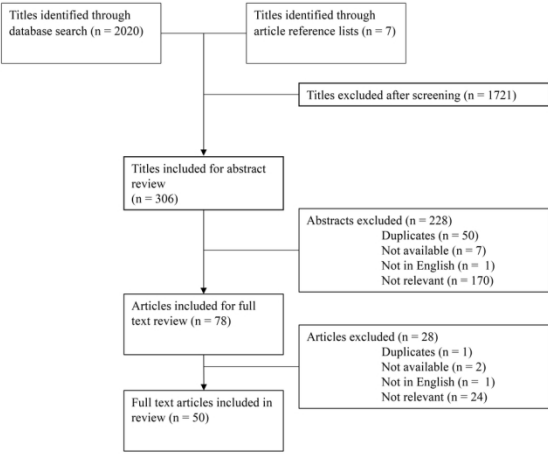 Titles identified through
database search (n = 2020)
Titles identified through
article reference lists (n = 7)
Titles excluded after screening (n = 1721)
Titles included for abstract
review
(n = 306)
Abstracts excluded (n = 228)
Duplicates (n = 50)
Not available (n = 7)
Not in English (n = 1)
Not relevant (n = 170)
Articles included for full
text review (n = 78)
Articles excluded (n = 28)
Duplicates (n = 1)
Not available (n = 2)
Not in English (n = 1)
Not relevant (n = 24)
Full text articles included in
review (n = 50)